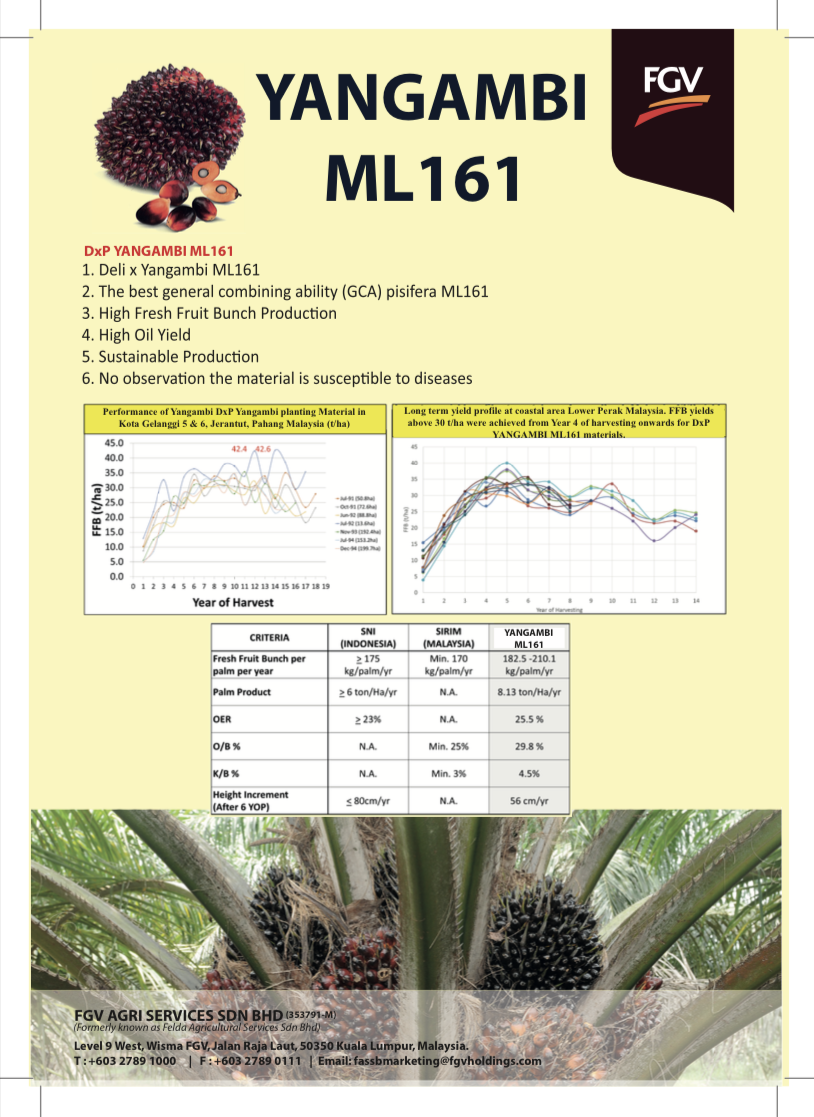 YANGAMBI
ML161
FGV
DxP YANGAMBI ML161
1. Deli x Yangambi ML161
2. The best general combining ability (GCA) pisifera ML161
3. High Fresh Fruit Bunch Production
4. High Oil Yield
5. Sustainable Production
6. No observation the material is susceptible to diseases
Performance of Yangambi DxP Yangambi planting Material in
Kota Gelanggi 5 & 6, Jerantut, Pahang Malaysia (t/ha)
45.0
40.0
35.0
30.0
25.0
20.0
15.0
10.0
5.0
0.0
FFB (t/ha)
42.4 42.6
0 1 2 3 4 5 6 7 8 9 10 11 12 13 14 15 16 17 18 19
Year of Harvest
Jul-91 (50.8ha)
Oct-91 (72.6ha)
Jun-92 (88.8ha)
Jul-92 (13.6ha)
Nov-93 (192.4ha)
Jul-94 (153.2ha)
Dec-94 (199.7ha)
Long term yield profile at coastal area Lower Perak Malaysia. FFB yields
above 30 t/ha were achieved from Year 4 of harvesting onwards for DxP
YANGAMBI ML161 materials.
45
40
35
30
25
20
15
10
5
0
FFB (t/ha)
1 2 3 4 5 6 7 8 9 10 11 12 13 14
Year of Harvesting
CRITERIA SNI (INDONESIA) SIRIM (MALAYSIA) YANGAMBI ML161
Fresh Fruit Bunch per palm per year ≥ 175 kg/palm/yr Min. 170 kg/palm/yr 182.5 -210.1 kg/palm/yr
Palm Product ≥ 6 ton/Ha/yr N.A. 8.13 ton/Ha/yr
OER ≥ 23% N.A. 25.5 %
O/B % N.A. Min. 25% 29.8 %
K/B % N.A. Min. 3% 4.5%
Height Increment (After 6 YOP) ≤ 80cm/yr N.A. 56 cm/yr
FGV AGRI SERVICES SDN BHD (353791-M)
(Formerly known as Felda Agricultural Services Sdn Bhd)
Level 9 West, Wisma FGV, Jalan Raja Laut, 50350 Kuala Lumpur, Malaysia.
T : +603 2789 1000 | F : +603 2789 0111 | Email: fassbmarketing@fgvholdings.com